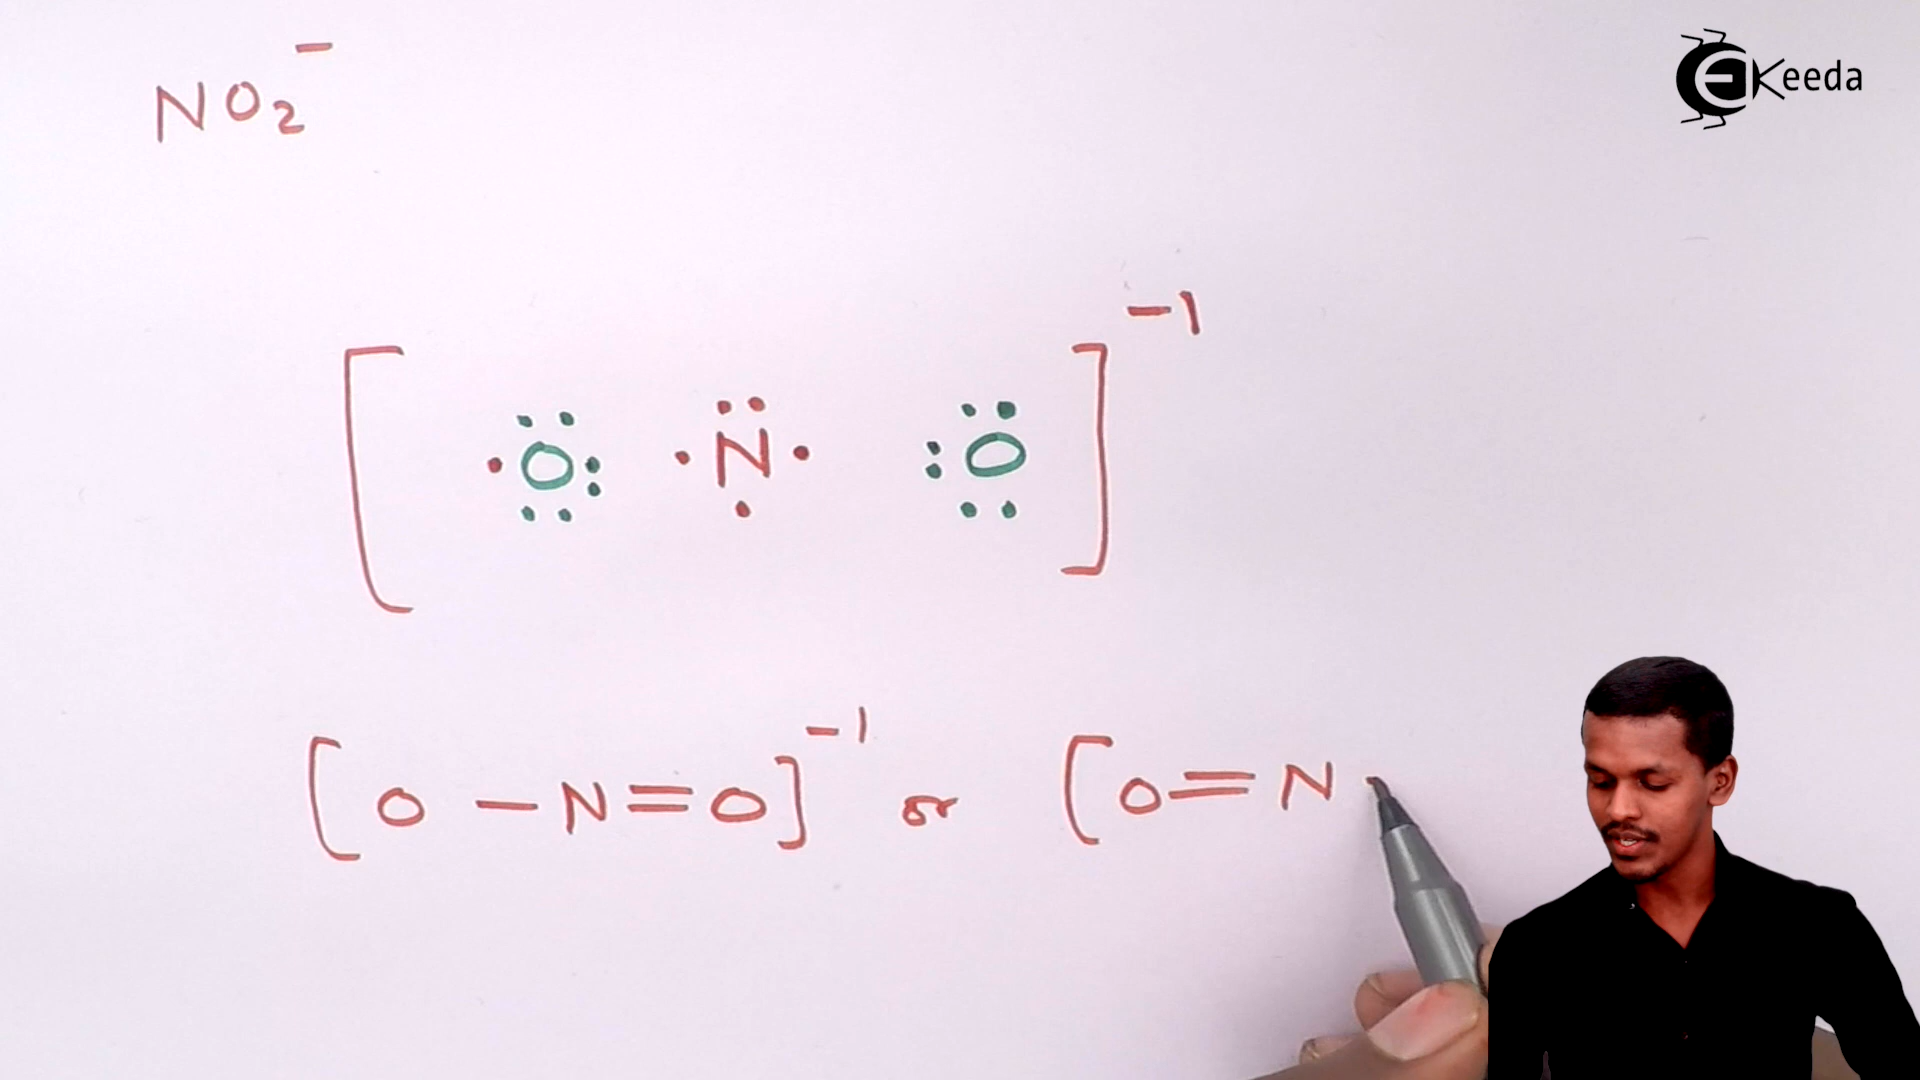 NO₂⁻
Keeda
[ O N O ]⁻¹
[O – N = O]⁻¹ or [O = N